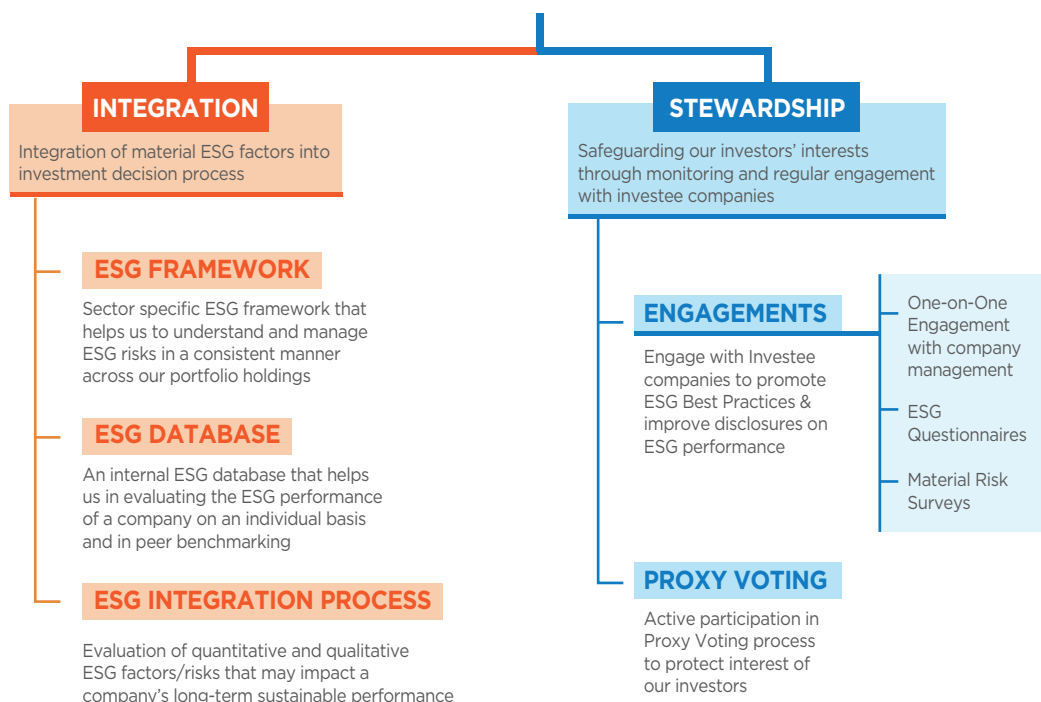 INTEGRATION
Integration of material ESG factors into
investment decision process
ESG FRAMEWORK
Sector specific ESG framework that
helps us to understand and manage
ESG risks in a consistent manner
across our portfolio holdings
ESG DATABASE
An internal ESG database that helps
us in evaluating the ESG performance
of a company on an individual basis
and in peer benchmarking
ESG INTEGRATION PROCESS
Evaluation of quantitative and qualitative
ESG factors/risks that may impact a
company's long-term sustainable performance
STEWARDSHIP
Safeguarding our investors' interests
through monitoring and regular engagement
with investee companies
ENGAGEMENTS
Engage with Investee
companies to promote
ESG Best Practices &
improve disclosures on
ESG performance
One-on-One
Engagement
with company
management
ESG
Questionnaires
Material Risk
Surveys
PROXY VOTING
Active participation in
Proxy Voting process
to protect interest of
our investors